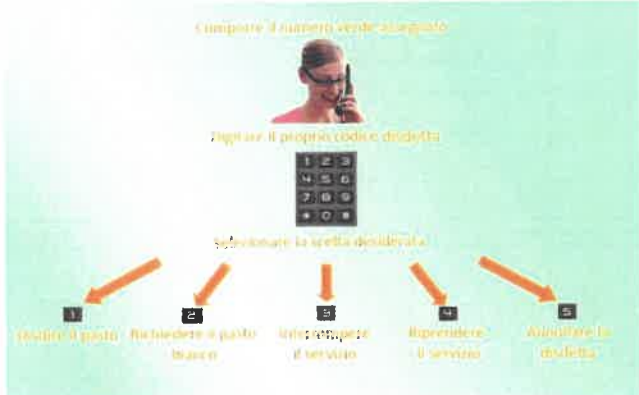 Comporre il numero verde assegnato
Digitare il proprio codice disdetta
1 2 3
4 5 6
7 8 9
* 0 #
Selezionare la scelta desiderata
1 2 3 4 5
Disdire il pasto Richiedere il pasto Interrompere Riprendere Annullare la
bianco il servizio il servizio disdetta